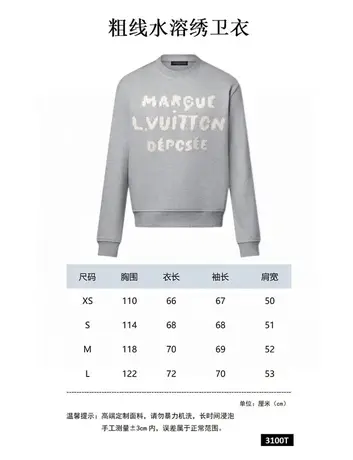 粗线水溶绣卫衣
MARQUE
L.VUITTON
DÉPOSÉE
尺码 胸围 衣长 袖长 肩宽
XS 110 66 67 50
S 114 68 68 51
M 118 70 69 52
L 122 72 70 53
单位：厘米（cm）
温馨提示：高端定制面料，请勿暴力机洗，长时间浸泡
手工测量±3cm内，误差属于正常范围。
3100T